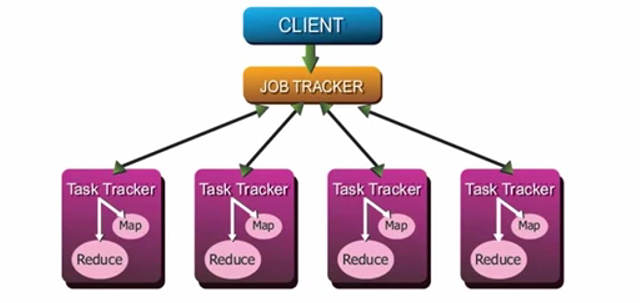 CLIENT
JOB TRACKER
Task Tracker
Map
Reduce
Task Tracker
Map
Reduce
Task Tracker
Map
Reduce
Task Tracker
Map
Reduce